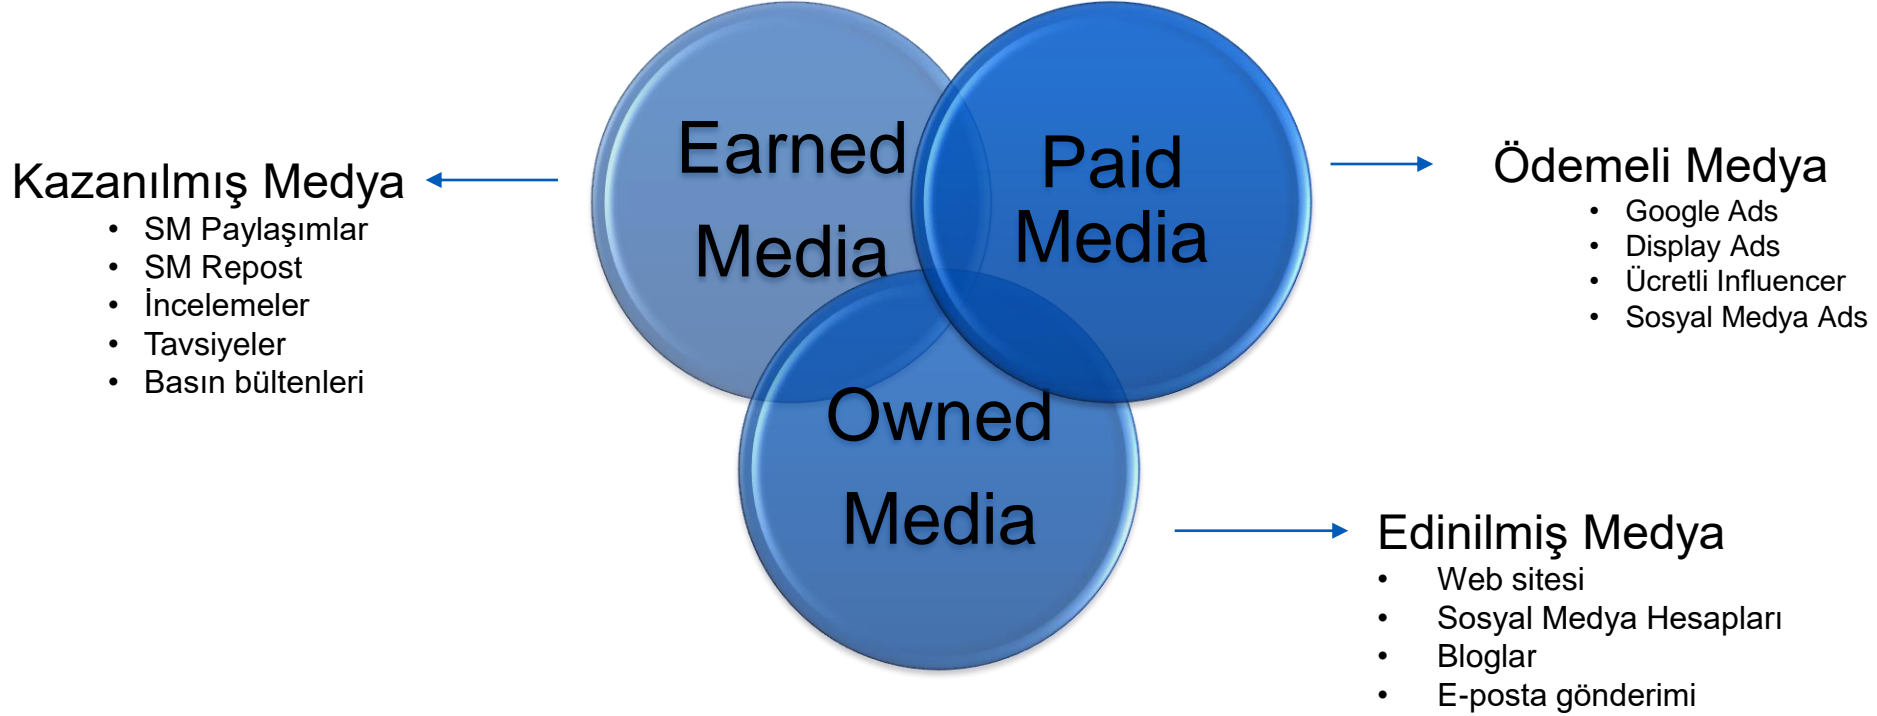 Earned
Media
Paid
Media
Owned
Media
Kazanılmış Medya
• SM Paylaşımlar
• SM Repost
• İncelemeler
• Tavsiyeler
• Basın bültenleri
Ödemeli Medya
• Google Ads
• Display Ads
• Ücretli Influencer
• Sosyal Medya Ads
Edinilmiş Medya
• Web sitesi
• Sosyal Medya Hesapları
• Bloglar
• E-posta gönderimi